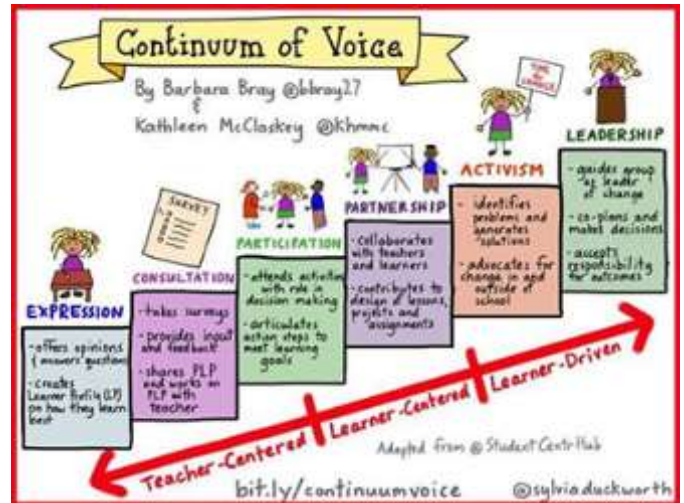 Continuum of Voice
By Barbara Bray @bbray27
&
Kathleen McClaskey @khmmc
EXPRESSION
- offers opinions
& answers questions
- creates
Learner Profile (LP)
on how they learn
best
SURVEY
CONSULTATION
- takes surveys
- provides input
and feedback
- shares PLP
and works on
PLP with
teacher
PARTICIPATION
- attends activities
with role in
decision making
- articulates
action steps to
meet learning
goals
PARTNERSHIP
- collaborates
with teachers
and learners
- contributes to
design of lessons,
projects and
assignments
TIME for
CHANGE
ACTIVISM
- identifies
problems and
generates
solutions
- advocates for
change in and
outside of
school
LEADERSHIP
- guides group
as leader of
change
- co-plans and
makes decisions
- accepts
responsibility
for outcomes
Teacher-Centered
Learner-Centered
Learner-Driven
Adapted from @StudentCentrHub
bit.ly/continuumvoice
@sylviaduckworth